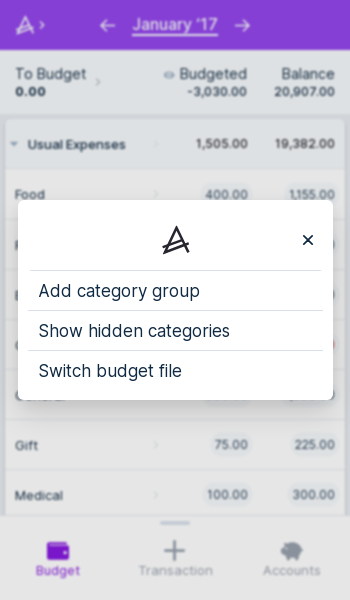 January '17
To Budget
Budgeted
Balance
0.00
-3,030.00
20,907.00
Usual Expenses
1,505.00
19,382.00
Food
400.00
1,155.00
Add category group
Show hidden categories
Switch budget file
General
Gift
75.00
225.00
Medical
100.00
300.00
Budget
Transaction
Accounts